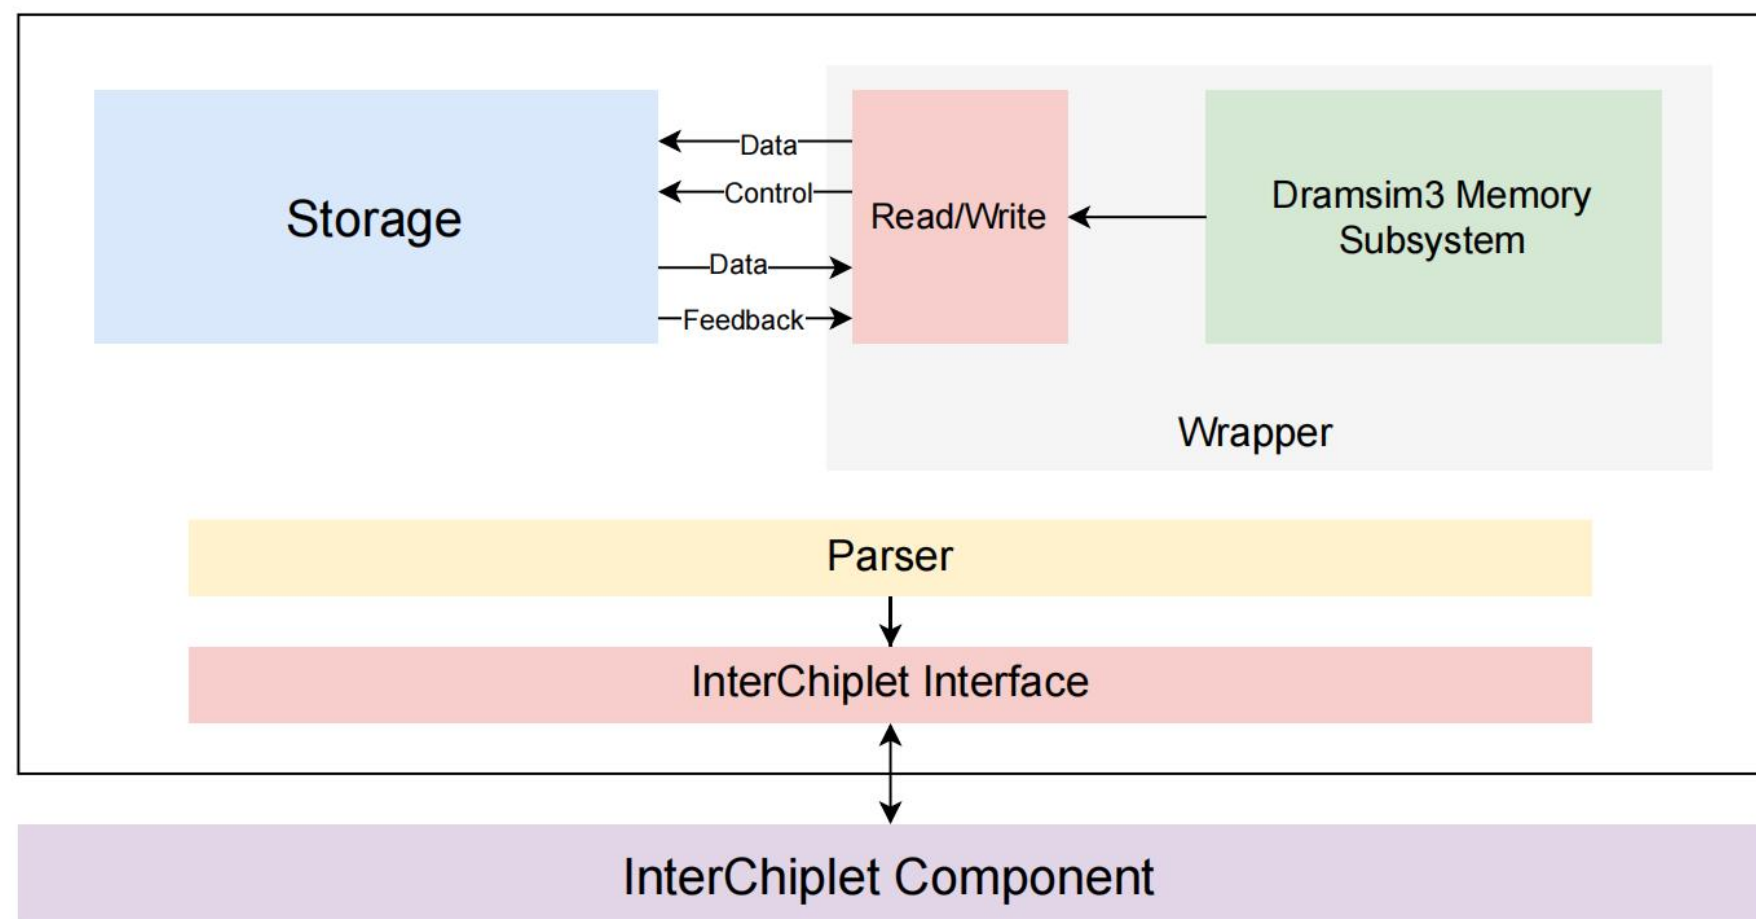 Storage
Data
Control
Data
Feedback
Read/Write
Dramsim3 Memory
Subsystem
Wrapper
Parser
InterChiplet Interface
InterChiplet Component